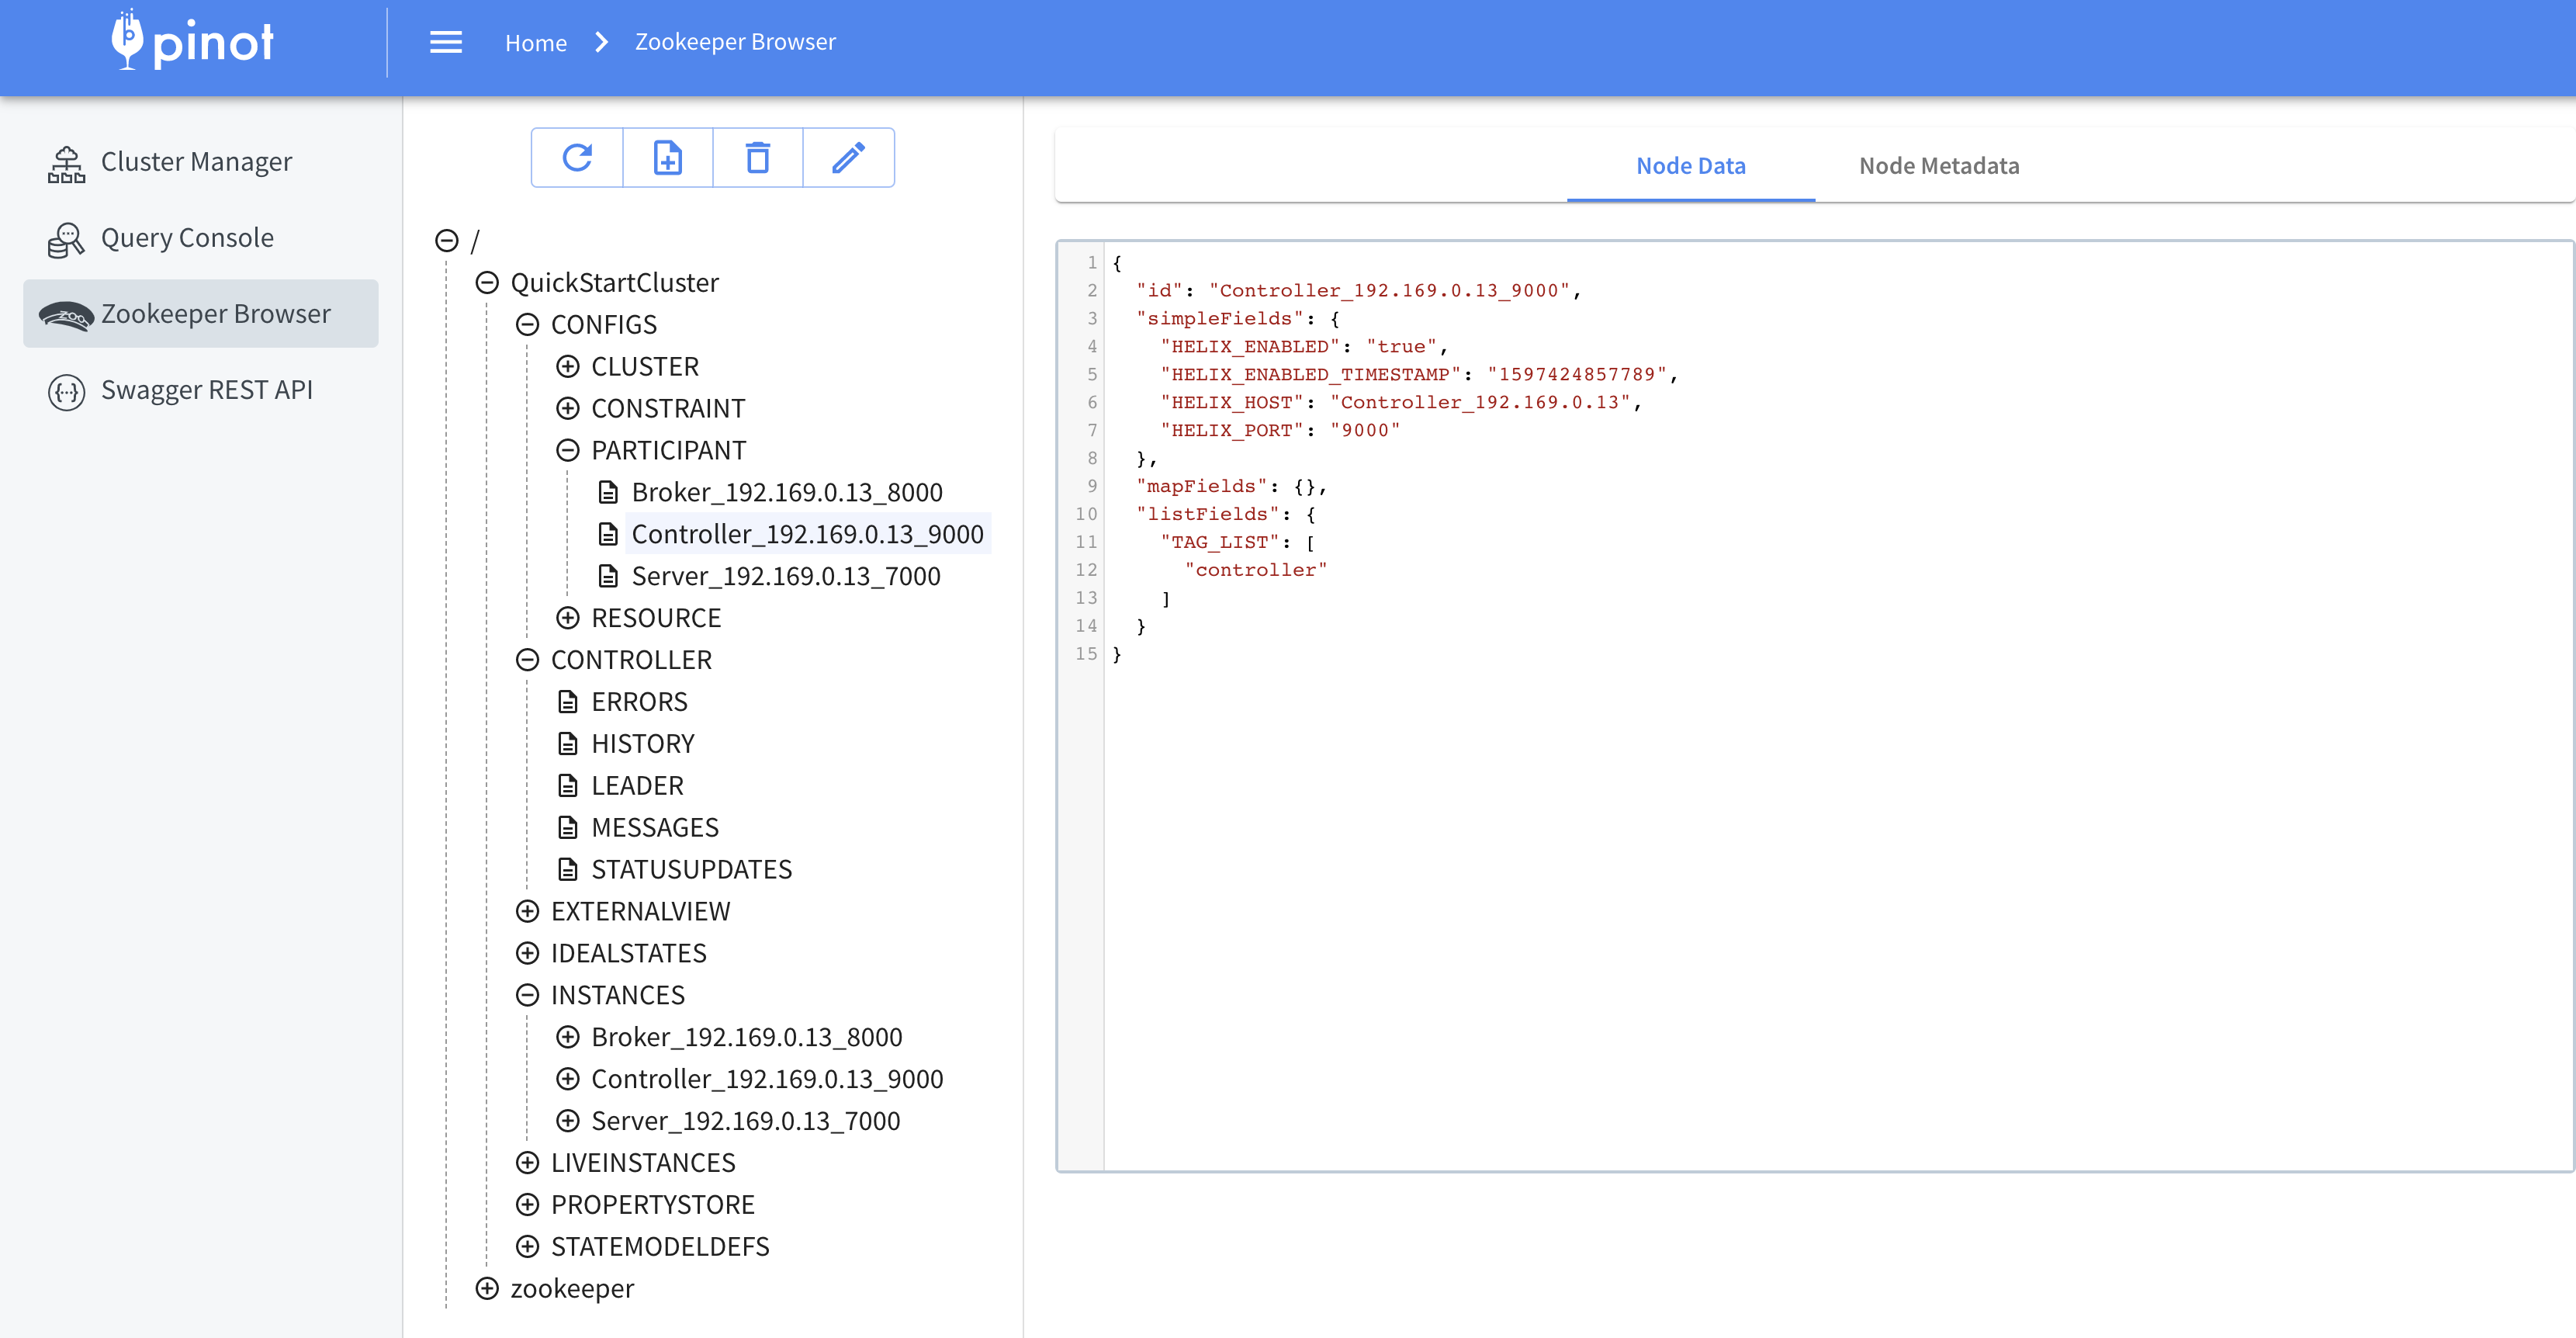 pinot
Home
Zookeeper Browser
Cluster Manager
Query Console
ZOO
Zookeeper Browser
{··}
Swagger REST API
/
QuickStartCluster
CONFIGS
CLUSTER
CONSTRAINT
PARTICIPANT
Broker_192.169.0.13_8000
Controller_192.169.0.13_9000
Server_192.169.0.13_7000
RESOURCE
CONTROLLER
ERRORS
HISTORY
LEADER
MESSAGES
STATUSUPDATES
EXTERNALVIEW
IDEALSTATES
INSTANCES
Broker_192.169.0.13_8000
Controller_192.169.0.13_9000
Server_192.169.0.13_7000
LIVEINSTANCES
PROPERTYSTORE
STATEMODELDEFS
zookeeper
Node Data
Node Metadata
1 {
2 "id": "Controller_192.169.0.13_9000",
3 "simpleFields": {
4 "HELIX_ENABLED": "true",
5 "HELIX_ENABLED_TIMESTAMP": "1597424857789",
6 "HELIX_HOST": "Controller_192.169.0.13",
7 "HELIX_PORT": "9000"
8 },
9 "mapFields": {},
10 "listFields": {
11 "TAG_LIST": [
12 "controller"
13 ]
14 }
15 }